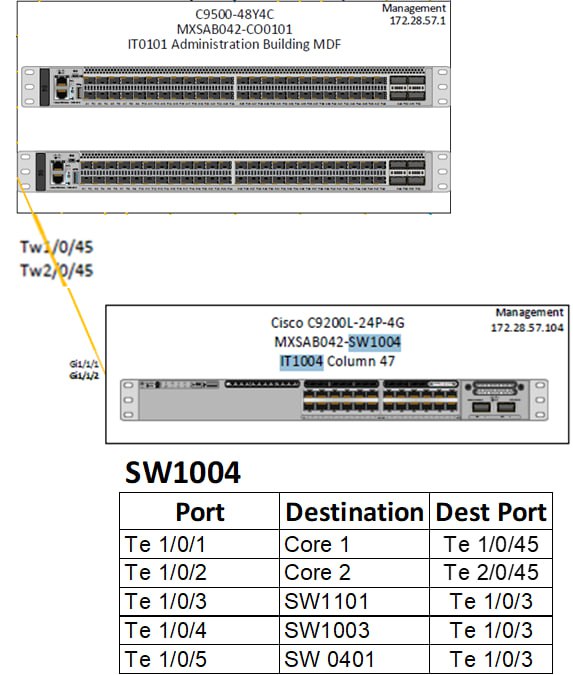 C9500-48Y4C
Management
172.28.57.1
MXSAB042-CO0101
IT0101 Administration Building MDF
Tw1/0/45
Tw2/0/45
Cisco C9200L-24P-4G
Management
172.28.57.104
MXSAB042-SW1004
IT1004 Column 47
Gi1/1/1
Gi1/1/2
SW1004
Port Destination Dest Port
Te 1/0/1 Core 1 Te 1/0/45
Te 1/0/2 Core 2 Te 2/0/45
Te 1/0/3 SW1101 Te 1/0/3
Te 1/0/4 SW1003 Te 1/0/3
Te 1/0/5 SW 0401 Te 1/0/3